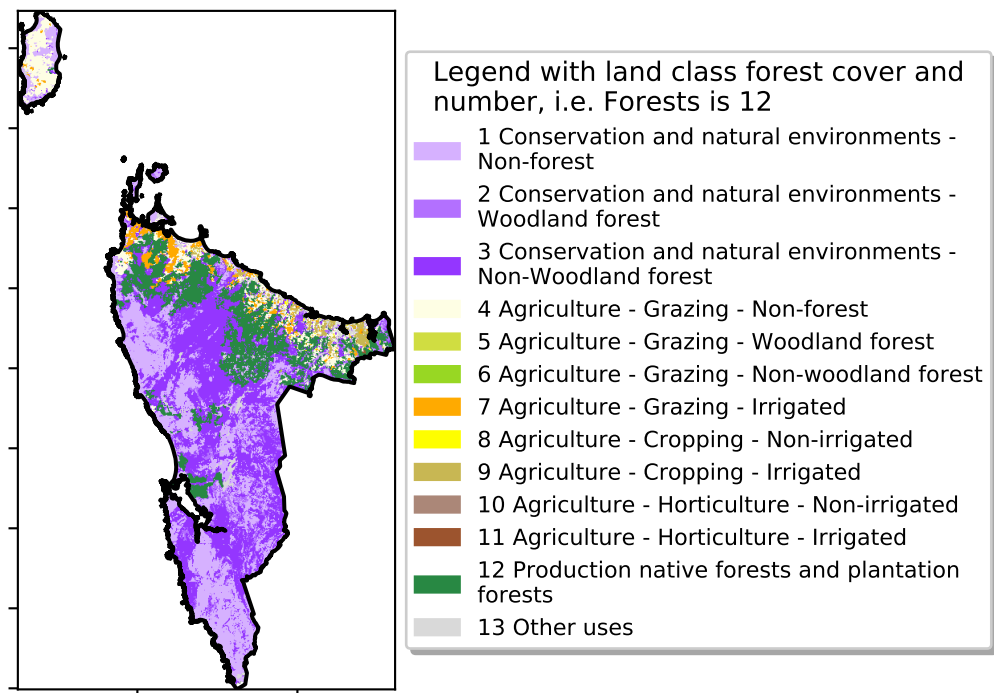 Legend with land class forest cover and
number, i.e. Forests is 12
1 Conservation and natural environments -
Non-forest
2 Conservation and natural environments -
Woodland forest
3 Conservation and natural environments -
Non-Woodland forest
4 Agriculture - Grazing - Non-forest
5 Agriculture - Grazing - Woodland forest
6 Agriculture - Grazing - Non-woodland forest
7 Agriculture - Grazing - Irrigated
8 Agriculture - Cropping - Non-irrigated
9 Agriculture - Cropping - Irrigated
10 Agriculture - Horticulture - Non-irrigated
11 Agriculture - Horticulture - Irrigated
12 Production native forests and plantation
forests
13 Other uses